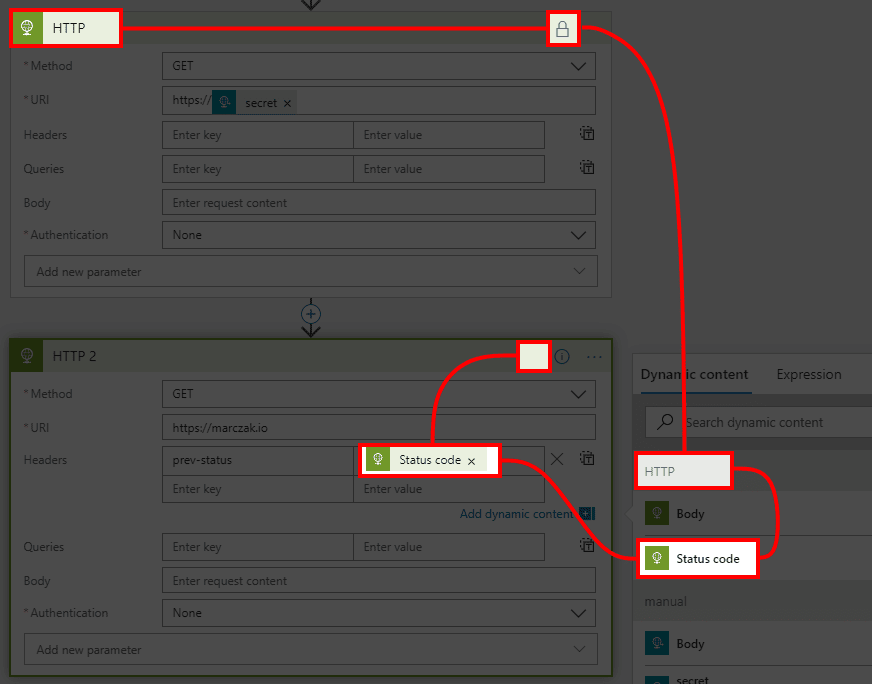 HTTP
*Method GET
*URI https:// secret ×
Headers Enter key Enter value
Queries Enter key Enter value
Body Enter request content
*Authentication None
Add new parameter
HTTP 2
*Method GET
*URI https://marczak.io
Headers prev-status Status code ×
Enter key Enter value
Add dynamic content
Queries Enter key Enter value
Body Enter request content
*Authentication None
Add new parameter
Dynamic content Expression
Search dynamic content
HTTP
Body
Status code
manual
Body
secret